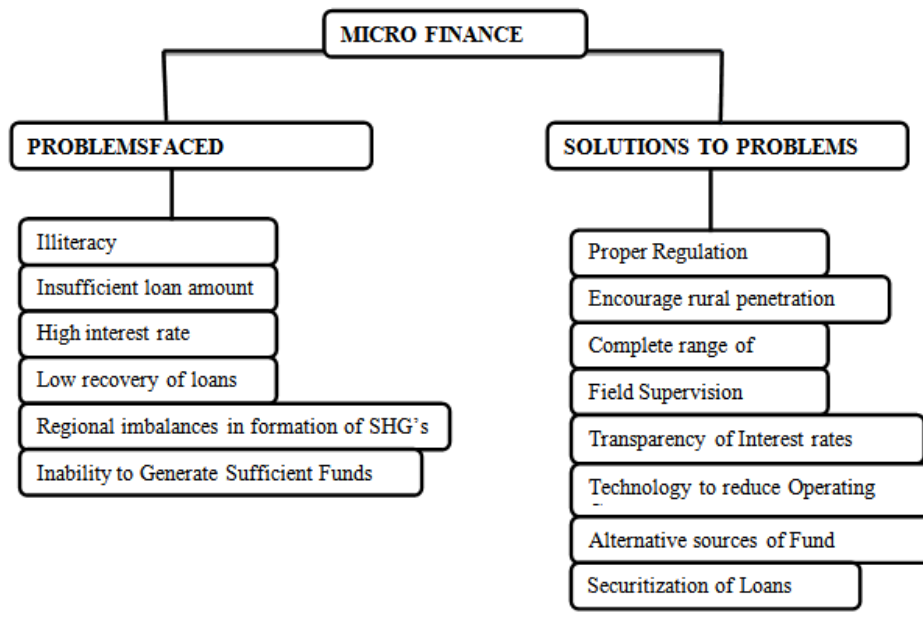 MICRO FINANCE
PROBLEMSFACED
Illiteracy
Insufficient loan amount
High interest rate
Low recovery of loans
Regional imbalances in formation of SHG’s
Inability to Generate Sufficient Funds
SOLUTIONS TO PROBLEMS
Proper Regulation
Encourage rural penetration
Complete range of
Field Supervision
Transparency of Interest rates
Technology to reduce Operating
Alternative sources of Fund
Securitization of Loans